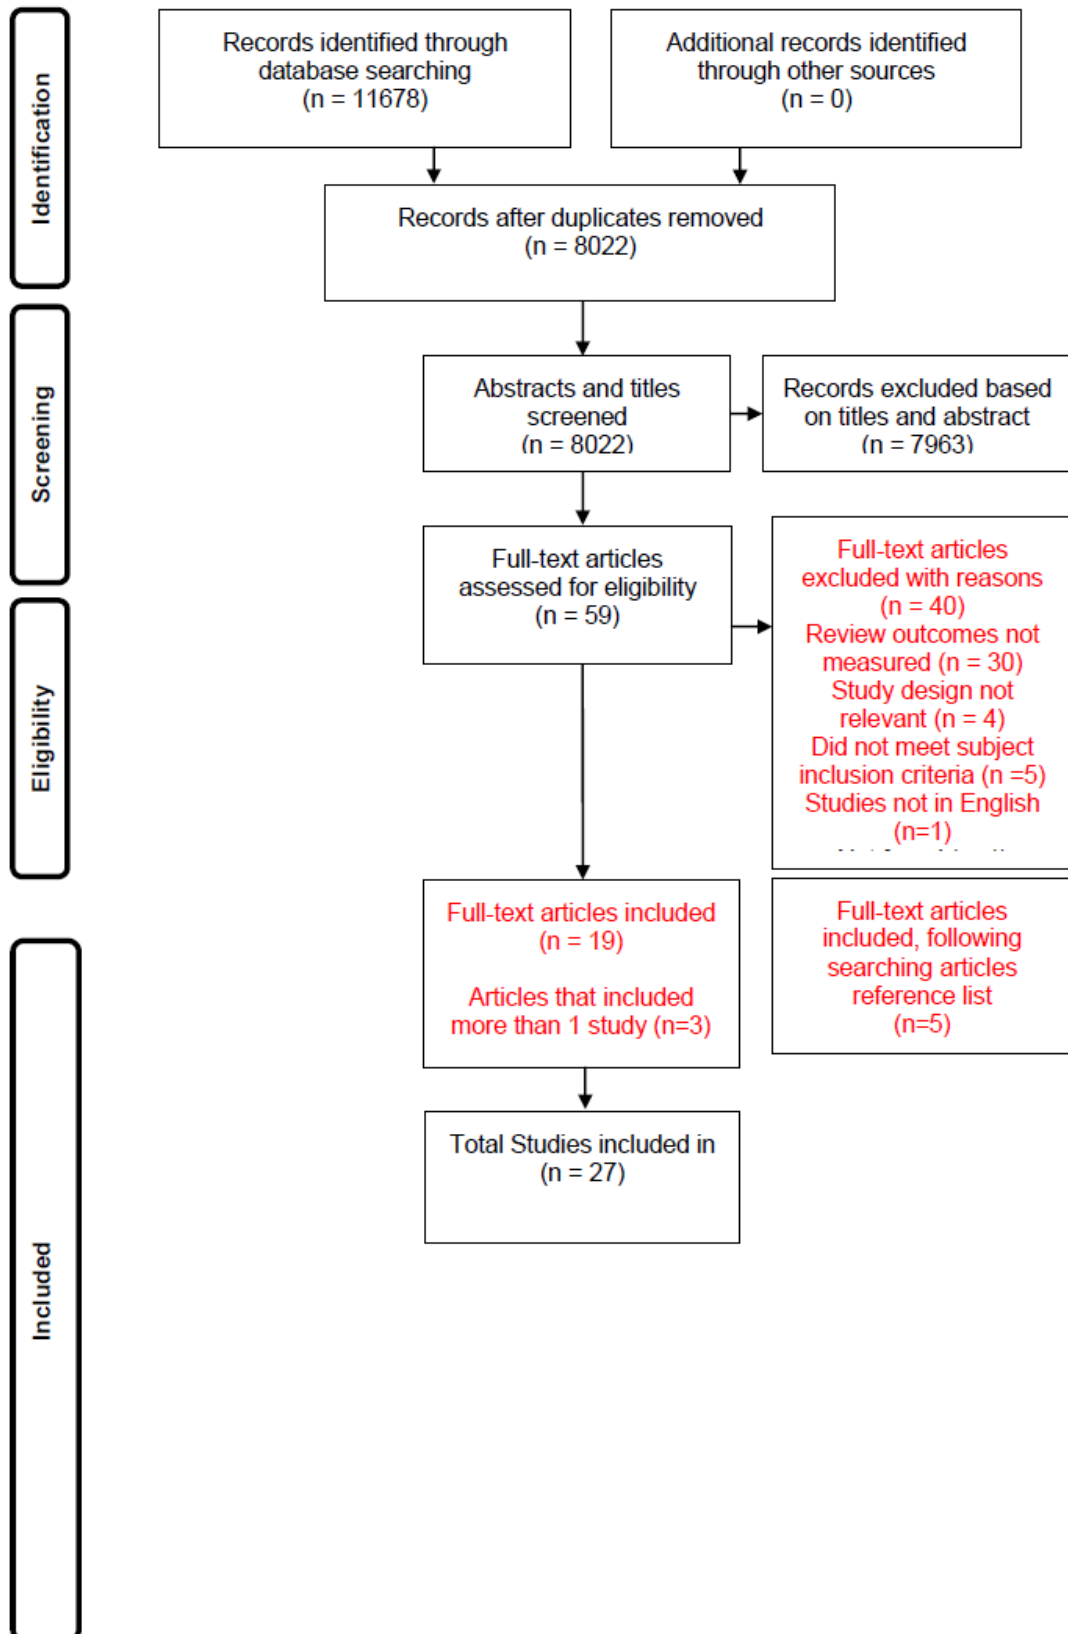 Identification
Records identified through
database searching
(n = 11678)
Additional records identified
through other sources
(n = 0)
Records after duplicates removed
(n = 8022)
Screening
Abstracts and titles
screened
(n = 8022)
Records excluded based
on titles and abstract
(n = 7963)
Full-text articles
assessed for eligibility
(n = 59)
Eligibility
Full-text articles
excluded with reasons
(n = 40)
Review outcomes not
measured (n = 30)
Study design not
relevant (n = 4)
Did not meet subject
inclusion criteria (n =5)
Studies not in English
(n=1)
Included
Full-text articles included
(n = 19)
Articles that included
more than 1 study (n=3)
Full-text articles
included, following
searching articles
reference list
(n=5)
Total Studies included in
(n = 27)